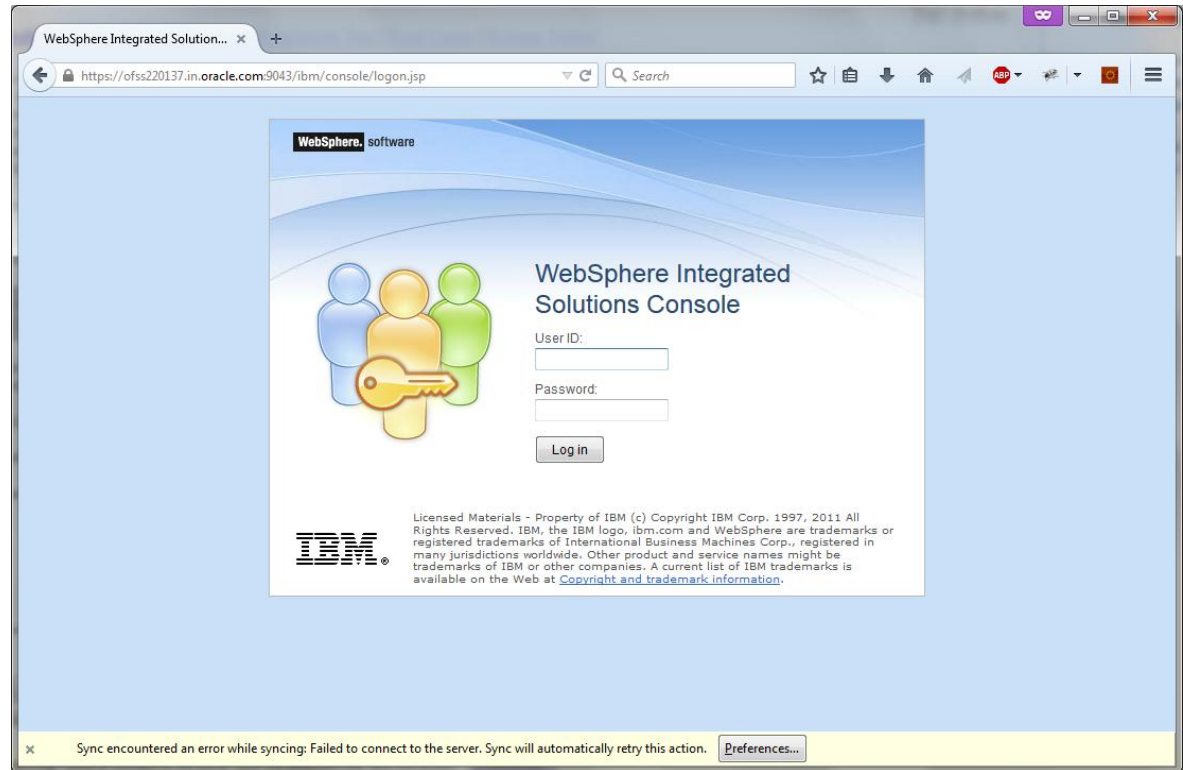 WebSphere Integrated Solution...
https://ofss220137.in.oracle.com:9043/ibm/console/logon.jsp
Search
ABP
WebSphere. software
WebSphere Integrated
Solutions Console
User ID:
Password:
Log in
IBM®
Licensed Materials - Property of IBM (c) Copyright IBM Corp. 1997, 2011 All
Rights Reserved. IBM, the IBM logo, ibm.com and WebSphere are trademarks or
registered trademarks of International Business Machines Corp., registered in
many jurisdictions worldwide. Other product and service names might be
trademarks of IBM or other companies. A current list of IBM trademarks is
available on the Web at Copyright and trademark information.
Sync encountered an error while syncing: Failed to connect to the server. Sync will automatically retry this action.
Preferences...